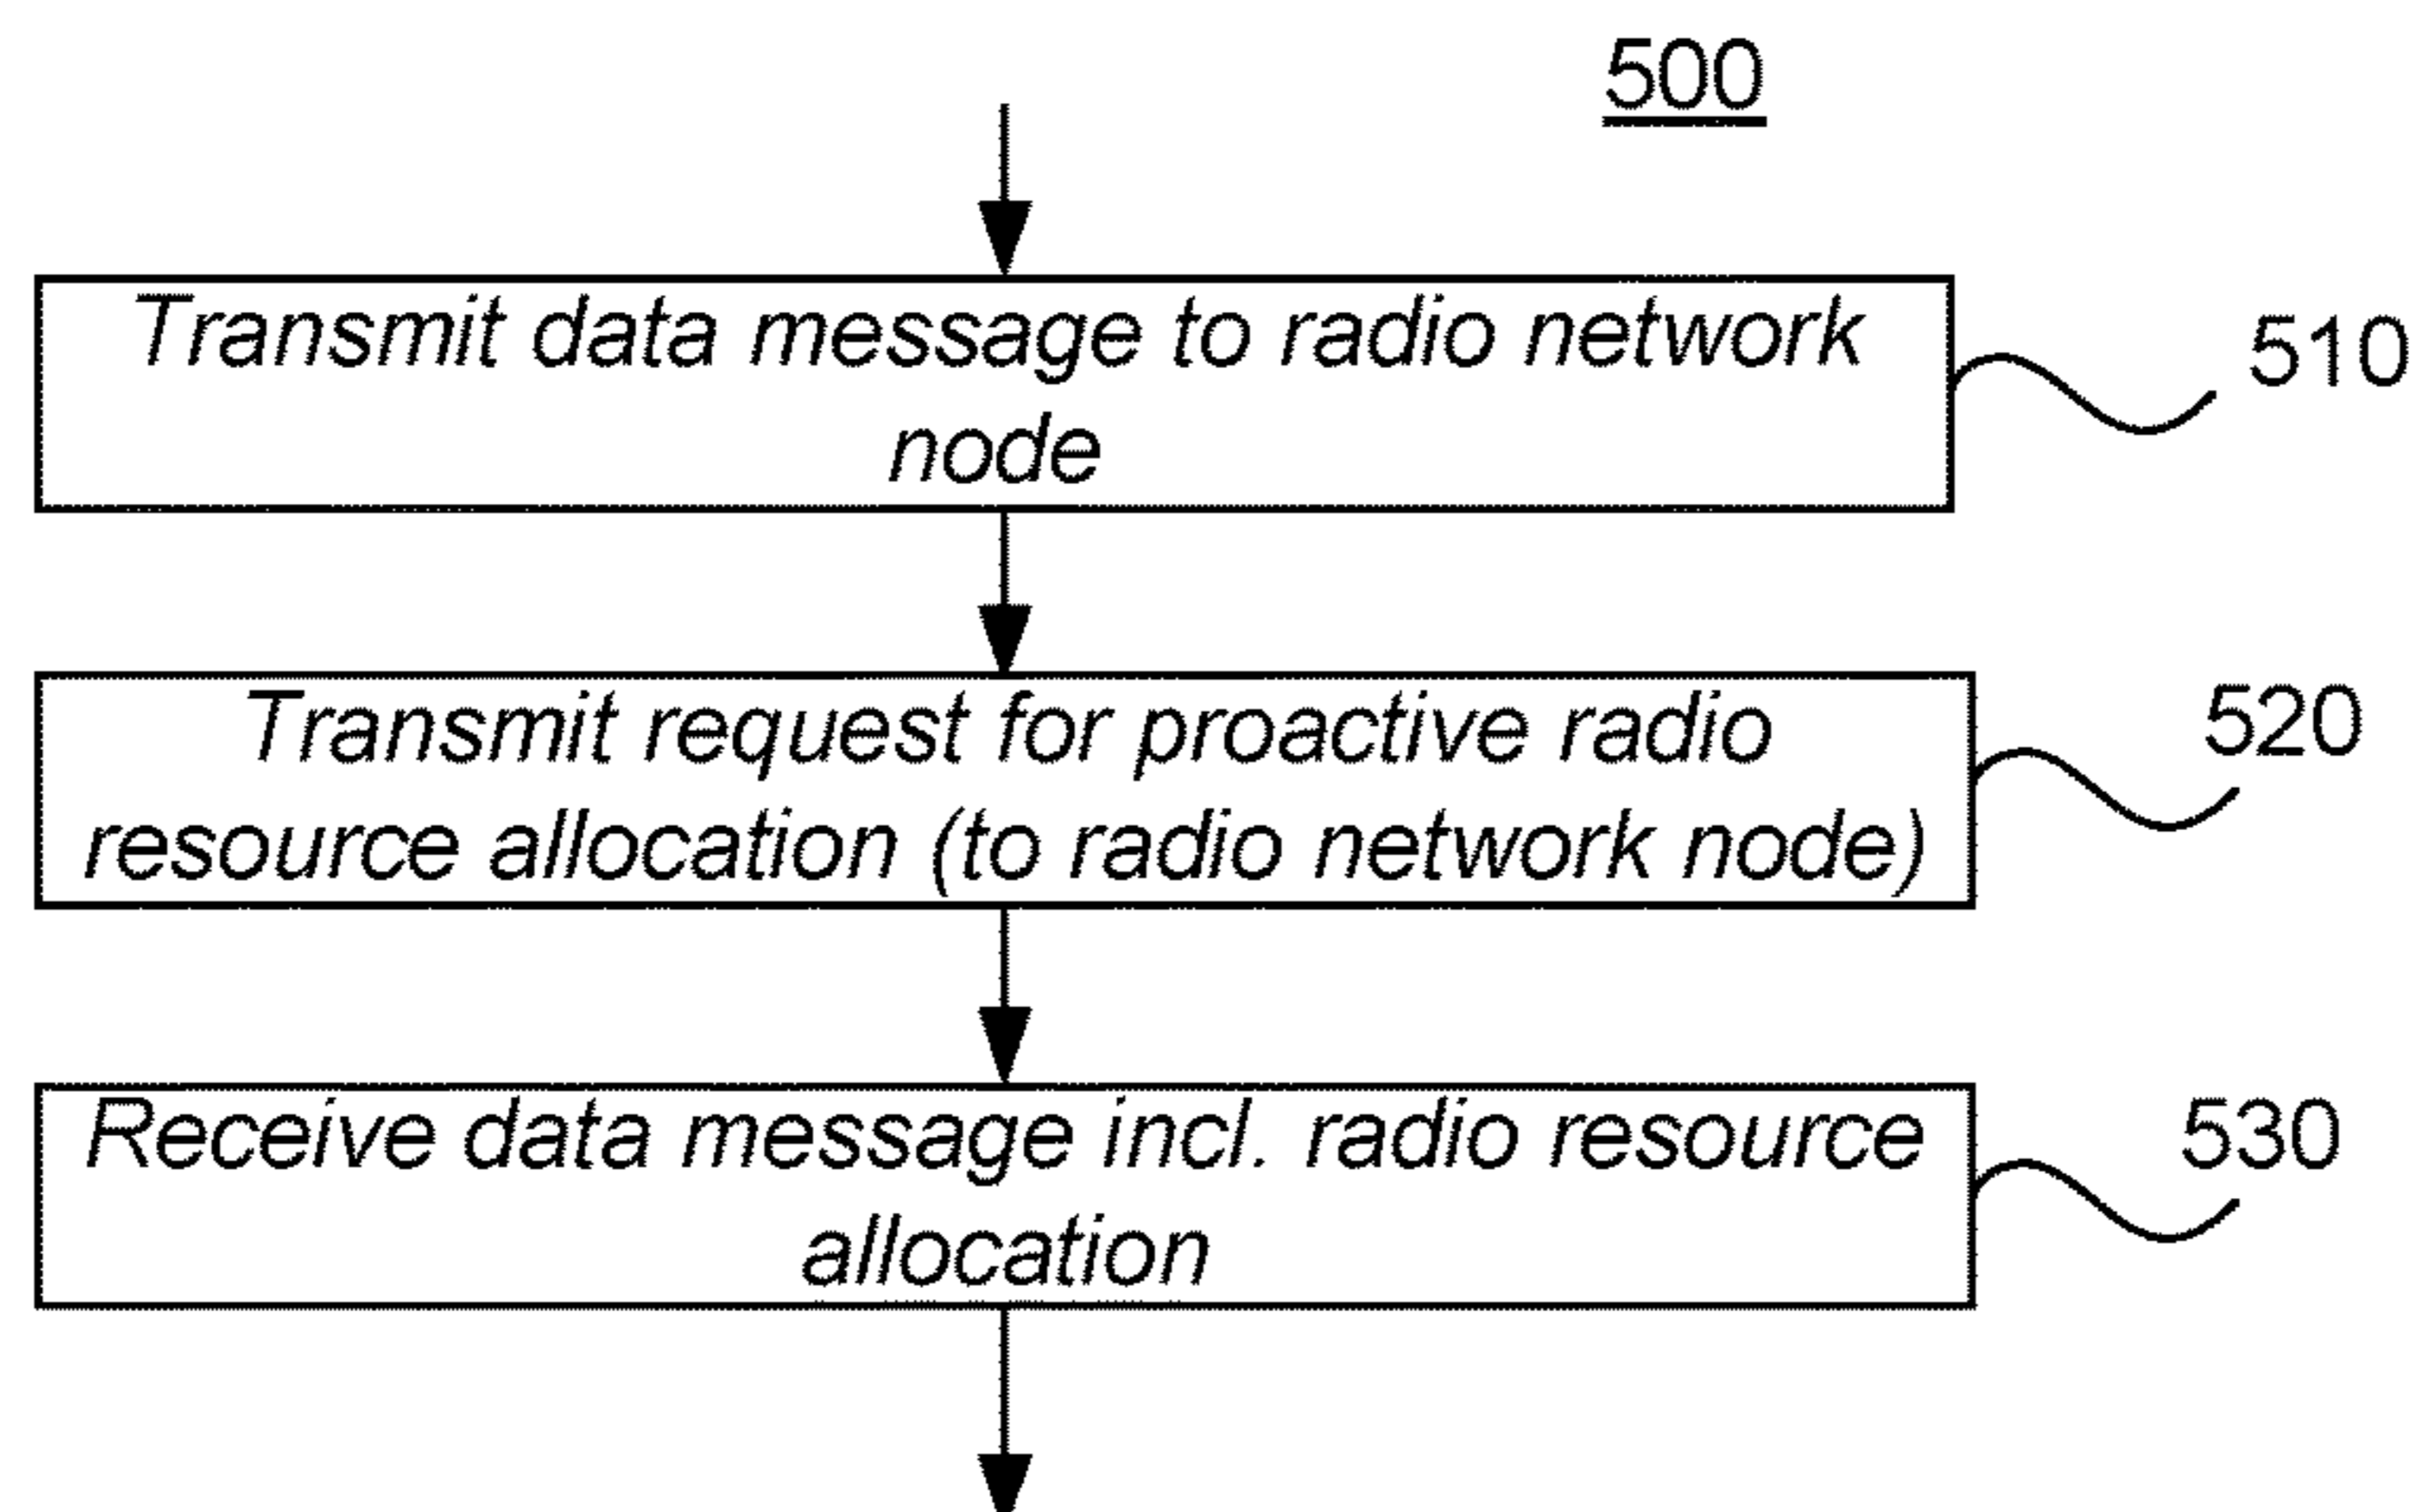 500
Transmit data message to radio network
node
510
Transmit request for proactive radio
resource allocation (to radio network node)
520
Receive data message incl. radio resource
allocation
530